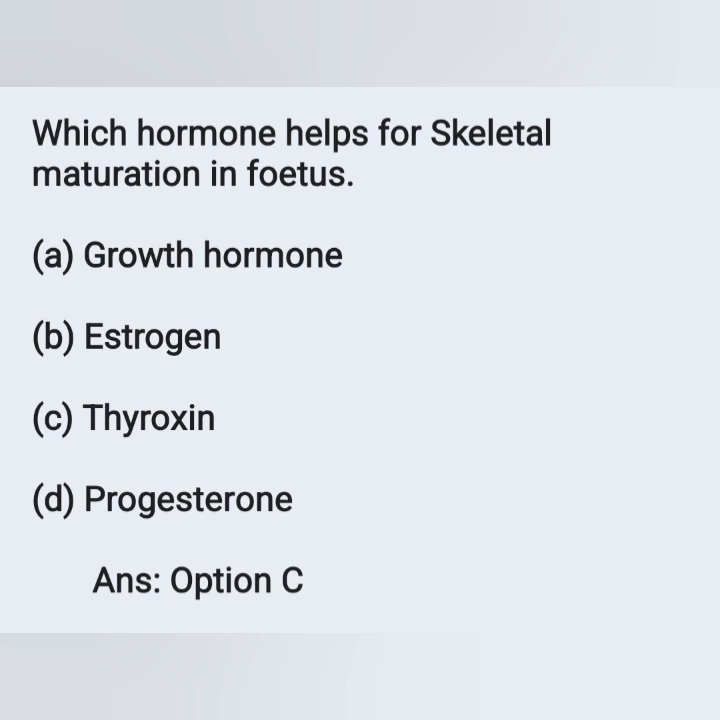 Which hormone helps for Skeletal
maturation in foetus.
(a) Growth hormone
(b) Estrogen
(c) Thyroxin
(d) Progesterone
Ans: Option C